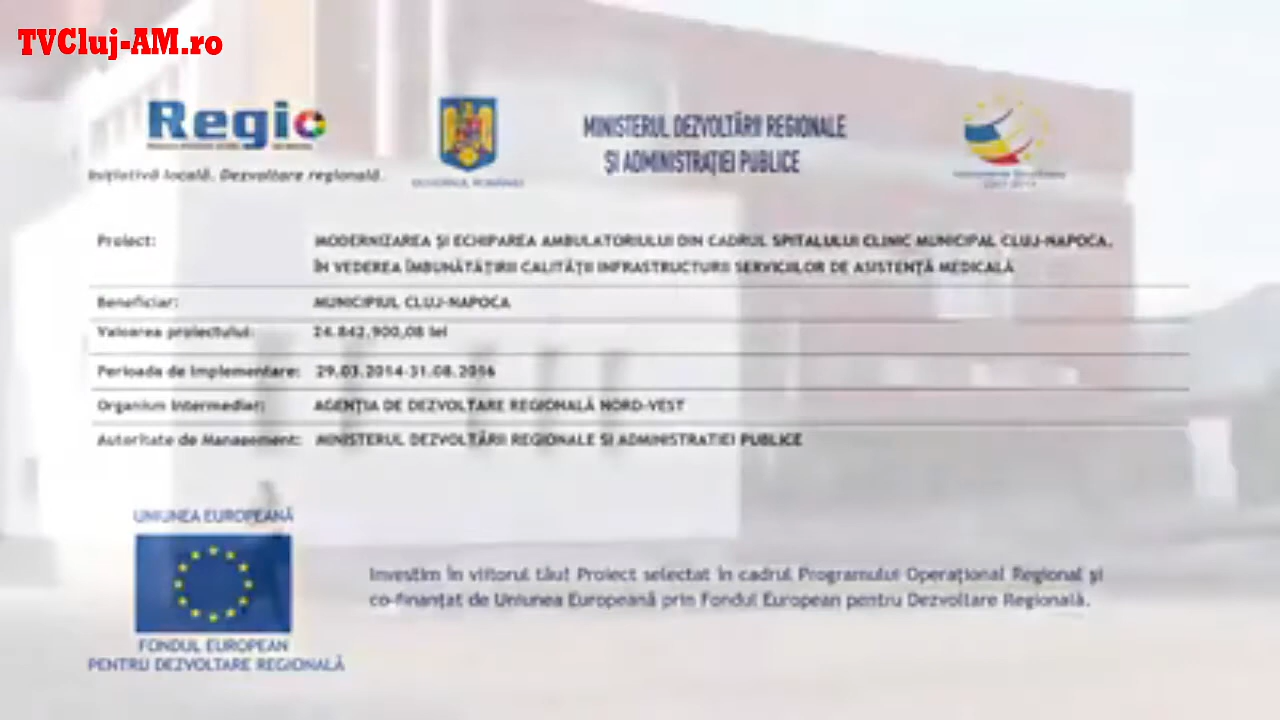 TVCluj-AM.ro
Regio
Inițiativă locală. Dezvoltare regională.
GUVERNUL ROMÂNIEI
MINISTERUL DEZVOLTĂRII REGIONALE
ȘI ADMINISTRAȚIEI PUBLICE
Proiect: MODERNIZAREA ȘI ECHIPAREA AMBULATORIULUI DIN CADRUL SPITALULUI CLINIC MUNICIPAL CLUJ-NAPOCA,
ÎN VEDEREA ÎMBUNĂTĂȚIRII CALITĂȚII INFRASTRUCTURII SERVICIILOR DE ASISTENȚĂ MEDICALĂ
Beneficiar: MUNICIPIUL CLUJ-NAPOCA
Valoarea proiectului: 24.842.900,08 lei
Perioada de implementare: 29.03.2014-31.08.2016
Organism Intermediar: AGENȚIA DE DEZVOLTARE REGIONALĂ NORD-VEST
Autoritate de Management: MINISTERUL DEZVOLTĂRII REGIONALE ȘI ADMINISTRAȚIEI PUBLICE
UNIUNEA EUROPEANĂ
FONDUL EUROPEAN
PENTRU DEZVOLTARE REGIONALĂ
Investim în viitorul tău! Proiect selectat în cadrul Programului Operațional Regional și
co-finanțat de Uniunea Europeană prin Fondul European pentru Dezvoltare Regională.